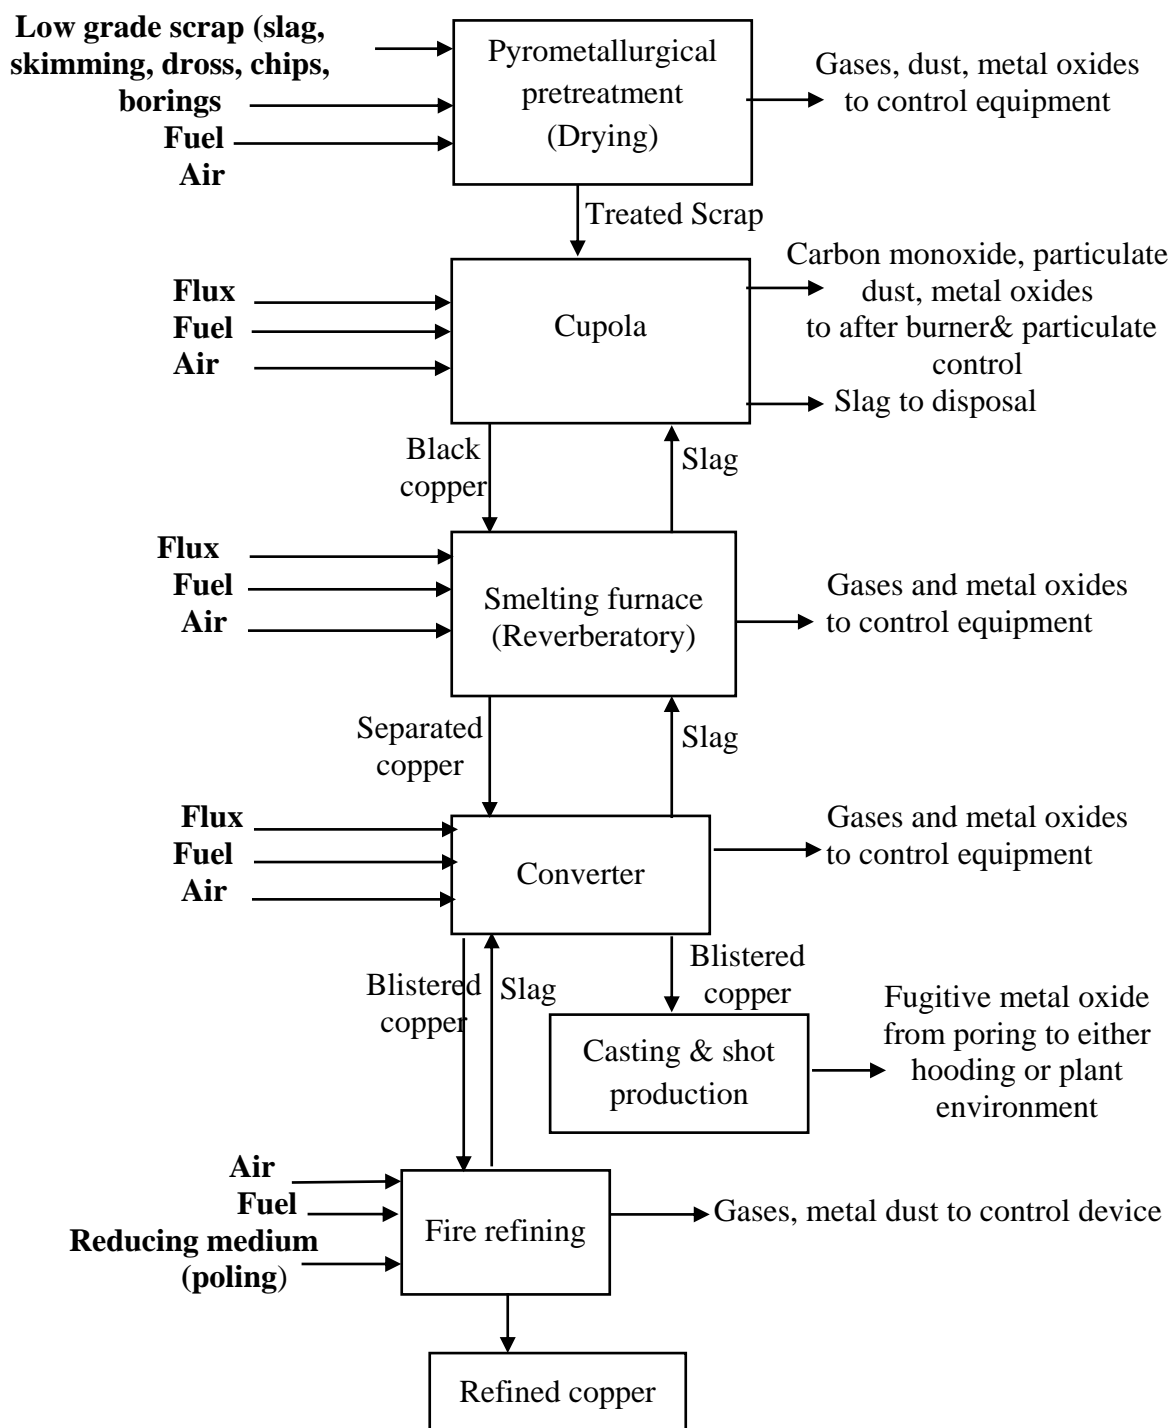 Low grade scrap (slag,
skimming, dross, chips,
borings
Fuel
Air
Pyrometallurgical
pretreatment
(Drying)
Gases, dust, metal oxides
to control equipment
Treated Scrap
Flux
Fuel
Air
Cupola
Carbon monoxide, particulate
dust, metal oxides
to after burner& particulate
control
Slag to disposal
Black
copper
Slag
Flux
Fuel
Air
Smelting furnace
(Reverberatory)
Gases and metal oxides
to control equipment
Separated
copper
Slag
Flux
Fuel
Air
Converter
Gases and metal oxides
to control equipment
Blistered
copper
Slag
Blistered
copper
Casting & shot
production
Fugitive metal oxide
from poring to either
hooding or plant
environment
Air
Fuel
Reducing medium
(poling)
Fire refining
Gases, metal dust to control device
Refined copper